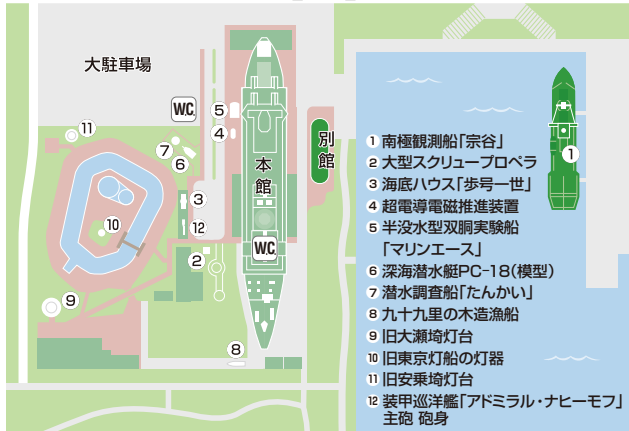 大駐車場
W.C.
⑪
⑤
④
⑦
⑥
③
⑫
⑩
②
⑨
⑧
本館
W.C.
別館
①
①南極観測船「宗谷」
②大型スクリュープロペラ
③海底ハウス「歩号一世」
④超電導電磁推進装置
⑤半没水型双胴実験船
「マリンエース」
⑥深海潜水艇PC-18(模型)
⑦潜水調査船「たんかい」
⑧九十九里の木造漁船
⑨旧大瀬埼灯台
⑩旧東京灯船の灯器
⑪旧安乗埼灯台
⑫装甲巡洋艦「アドミラル・ナヒーモフ」
主砲 砲身